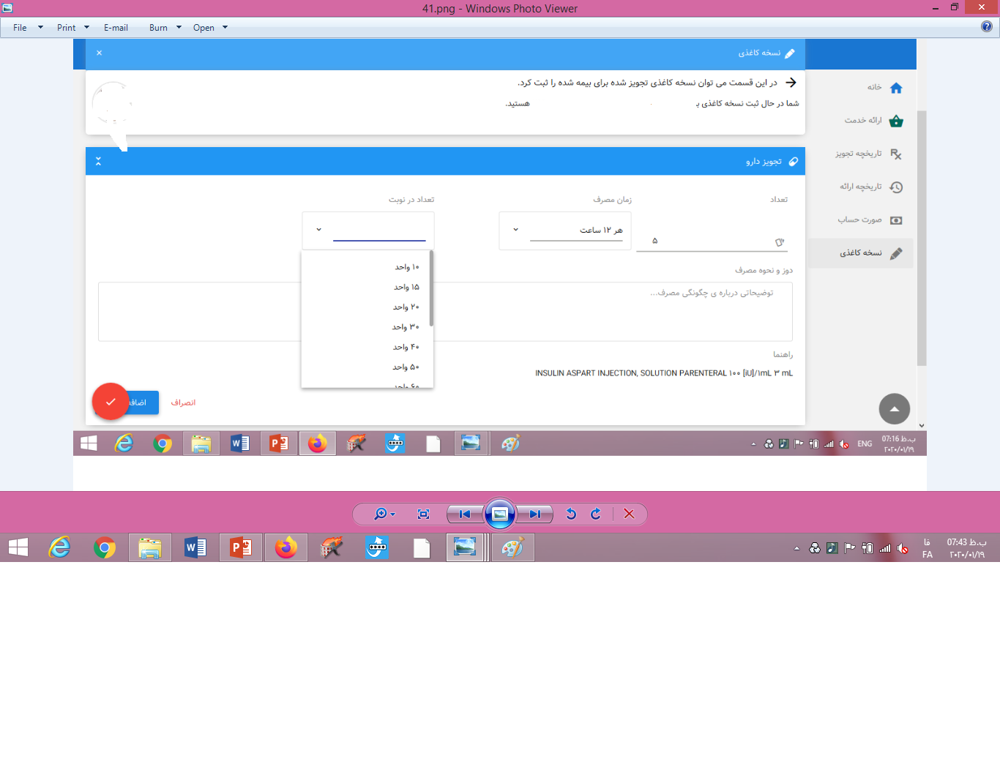 41.png - Windows Photo Viewer
File Print E-mail Burn Open
نسخه کاغذی
در این قسمت می توان نسخه کاغذی تجویز شده برای بیمه شده را ثبت کرد.
شما در حال ثبت نسخه کاغذی ب هستید.
خانه
ارائه خدمت
تاریخچه تجویز
تاریخچه ارائه
صورت حساب
نسخه کاغذی
تجویز دارو
تعداد زمان مصرف تعداد در نوبت
۵ هر ۱۲ ساعت
۱۰ واحد
۱۵ واحد
۲۰ واحد
۳۰ واحد
۴۰ واحد
۵۰ واحد
۶۰ واحد
دوز و نحوه مصرف
توضیحاتی درباره ی چگونگی مصرف...
راهنما
INSULIN ASPART INJECTION, SOLUTION PARENTERAL ۱۰۰ [iU]/۱mL ۳ mL
انصراف
اضافه
ENG
07:16 ب.ظ
۲۰۲۰/۰۱/۱۹
فا
FA
07:43 ب.ظ
۲۰۲۰/۰۱/۱۹